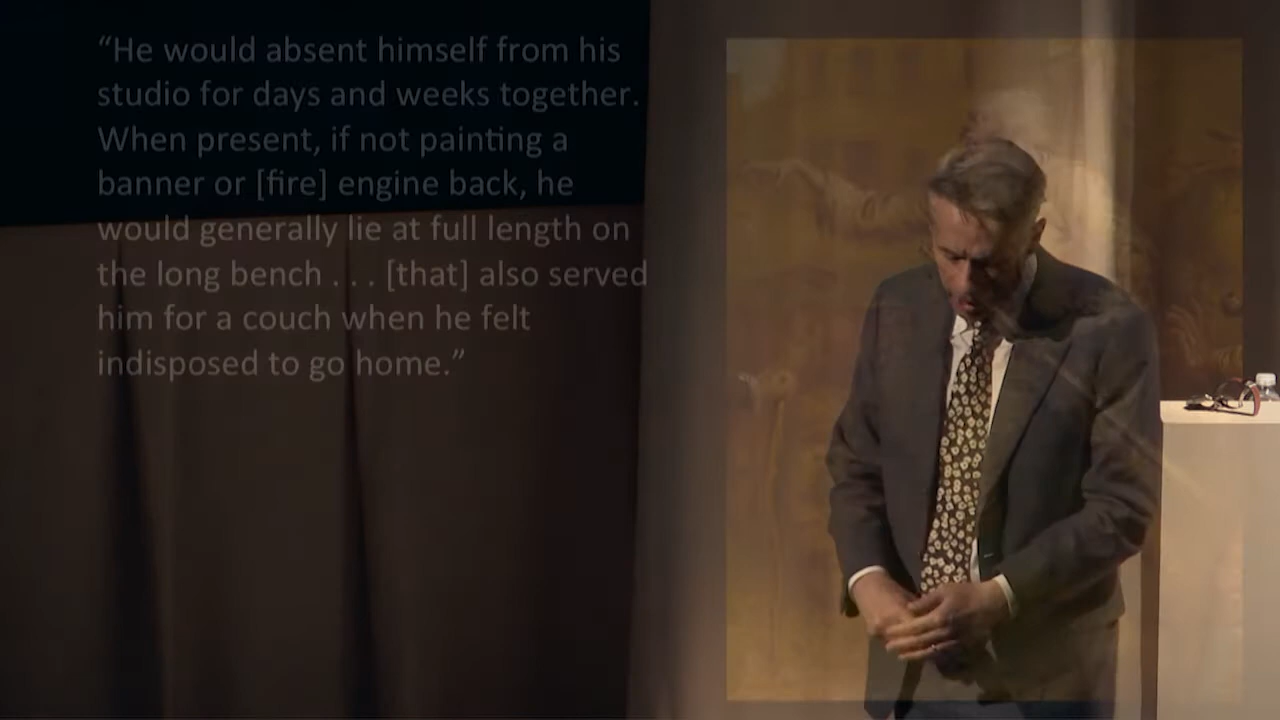 “He would absent himself from his
studio for days and weeks together.
When present, if not painting a
banner or [fire] engine back, he
would generally lie at full length on
the long bench . . . [that] also served
him for a couch when he felt
indisposed to go home.”